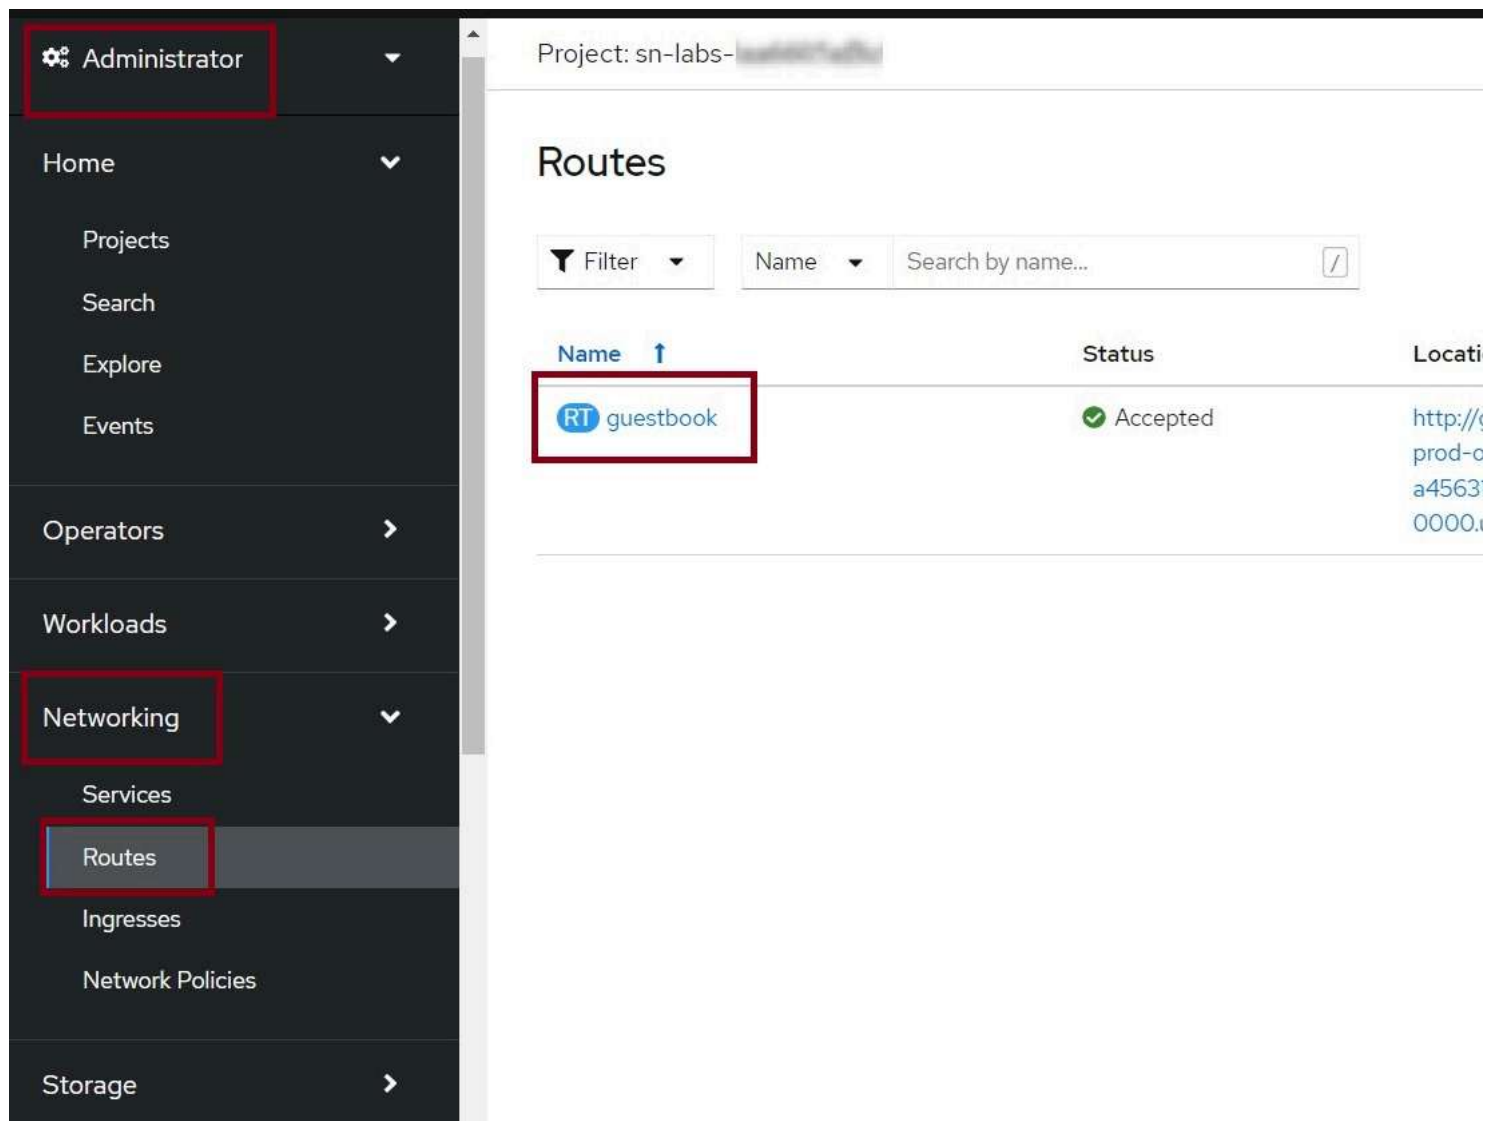 Administrator
Home
Projects
Search
Explore
Events
Operators
Workloads
Networking
Services
Routes
Ingresses
Network Policies
Storage
Project: sn-labs-
Routes
Filter
Name
Search by name...
/
Name
Status
Locati
RT guestbook
Accepted
http://g
prod-o
a4563
0000.